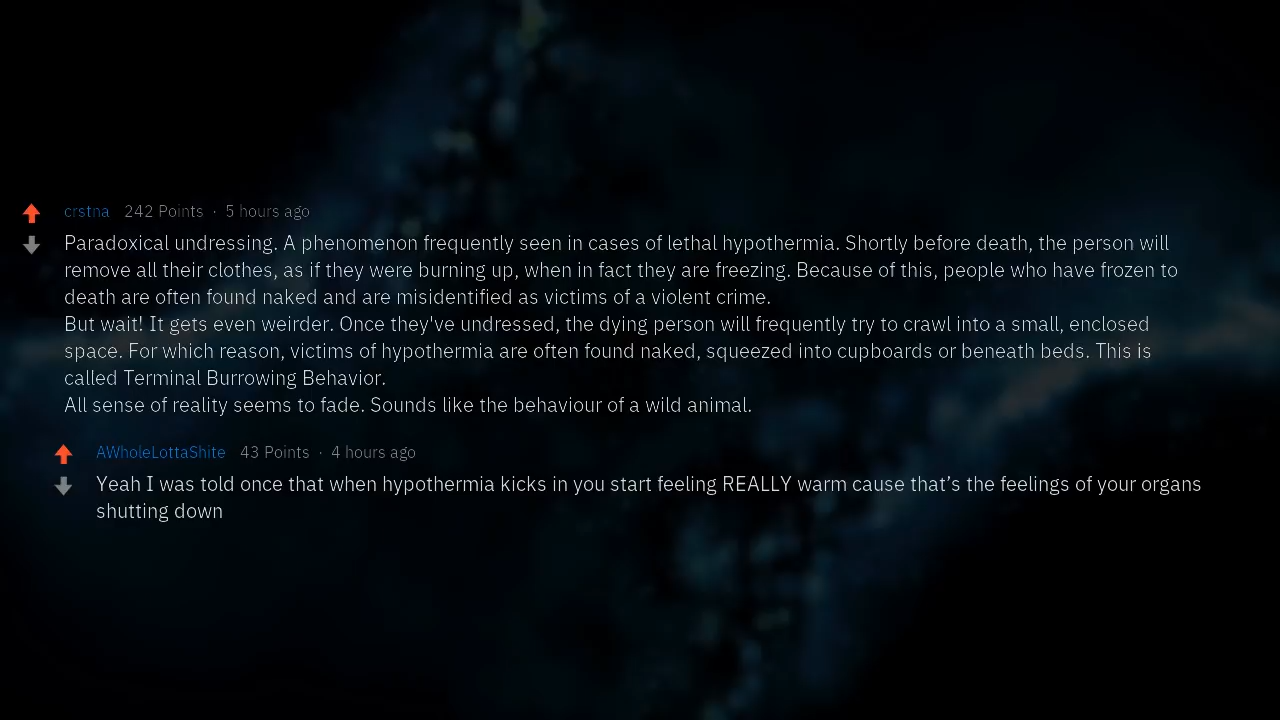 crstna 242 Points · 5 hours ago
Paradoxical undressing. A phenomenon frequently seen in cases of lethal hypothermia. Shortly before death, the person will
remove all their clothes, as if they were burning up, when in fact they are freezing. Because of this, people who have frozen to
death are often found naked and are misidentified as victims of a violent crime.
But wait! It gets even weirder. Once they've undressed, the dying person will frequently try to crawl into a small, enclosed
space. For which reason, victims of hypothermia are often found naked, squeezed into cupboards or beneath beds. This is
called Terminal Burrowing Behavior.
All sense of reality seems to fade. Sounds like the behaviour of a wild animal.
AWholeLottaShite 43 Points · 4 hours ago
Yeah I was told once that when hypothermia kicks in you start feeling REALLY warm cause that’s the feelings of your organs
shutting down